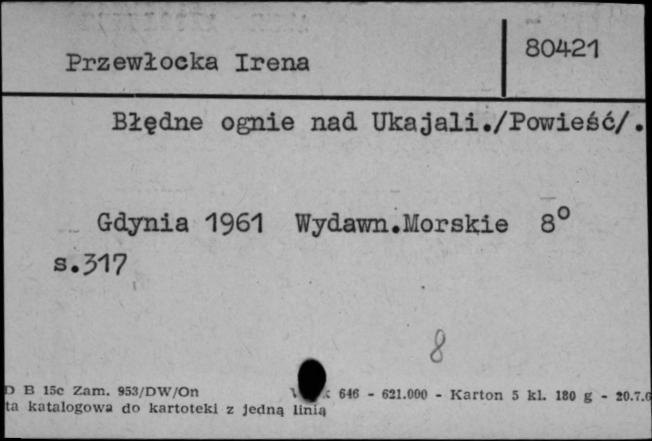 Przewłocka Irena
80421
Błędne ognie nad Ukajali./Powieść/.
Gdynia 1961 Wydawn.Morskie 8°
s.317
8
D B 15c Zam. 953/DW/On 646 - 621.000 - Karton 5 kl. 180 g - 20.7.6
ta katalogowa do kartoteki z jedną linią